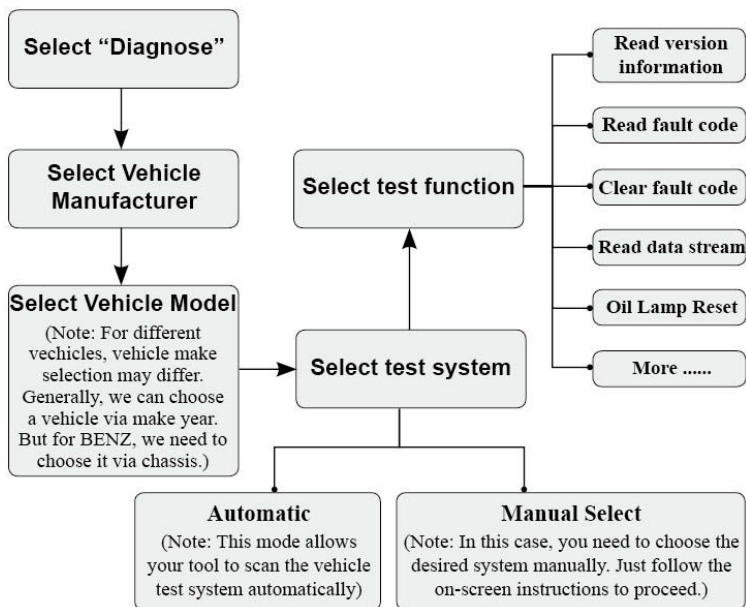 Select “Diagnose”
Select Vehicle
Manufacturer
Select Vehicle Model
(Note: For different
vechicles, vehicle make
selection may differ.
Generally, we can choose
a vehicle via make year.
But for BENZ, we need to
choose it via chassis.)
Select test system
Automatic
(Note: This mode allows
your tool to scan the vehicle
test system automatically)
Manual Select
(Note: In this case, you need to choose the
desired system manually. Just follow the
on-screen instructions to proceed.)
Select test function
Read version
information
Read fault code
Clear fault code
Read data stream
Oil Lamp Reset
More ......